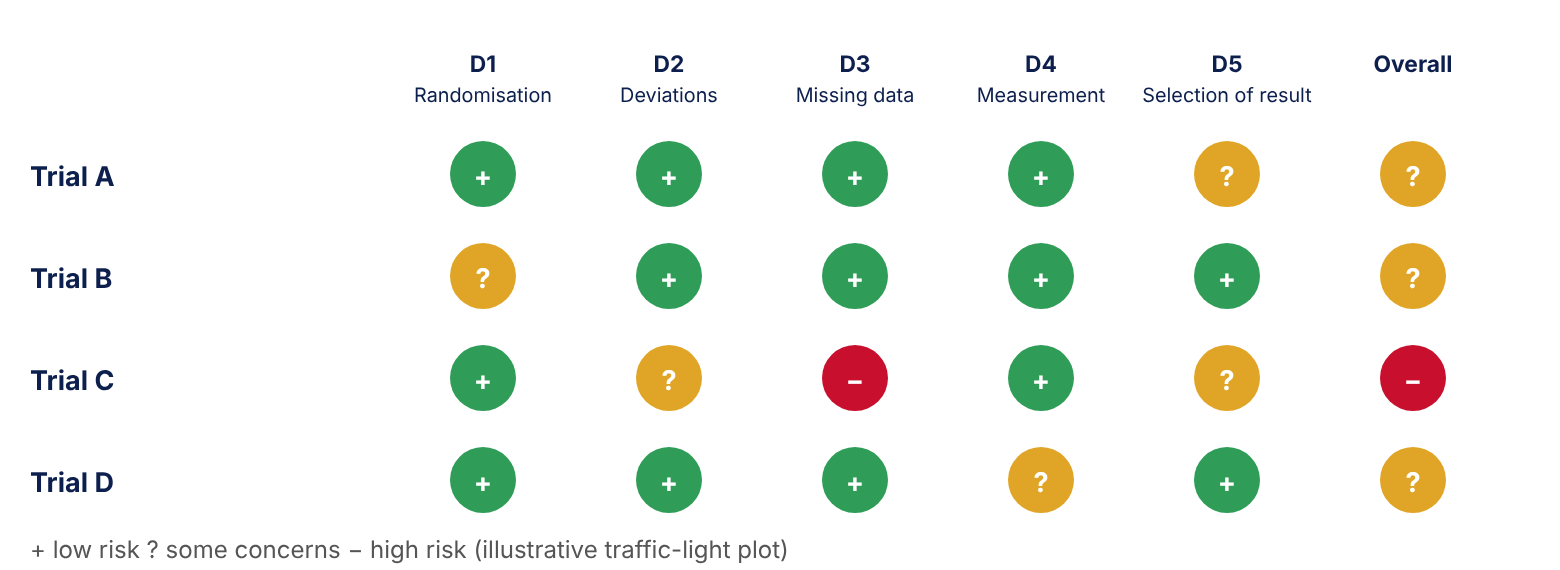 D1 D2 D3 D4 D5 Overall
Randomisation Deviations Missing data Measurement Selection of result
Trial A + + + + ? ?
Trial B ? + + + + ?
Trial C + ? – + ? –
Trial D + + + ? + ?
+ low risk ? some concerns – high risk (illustrative traffic-light plot)